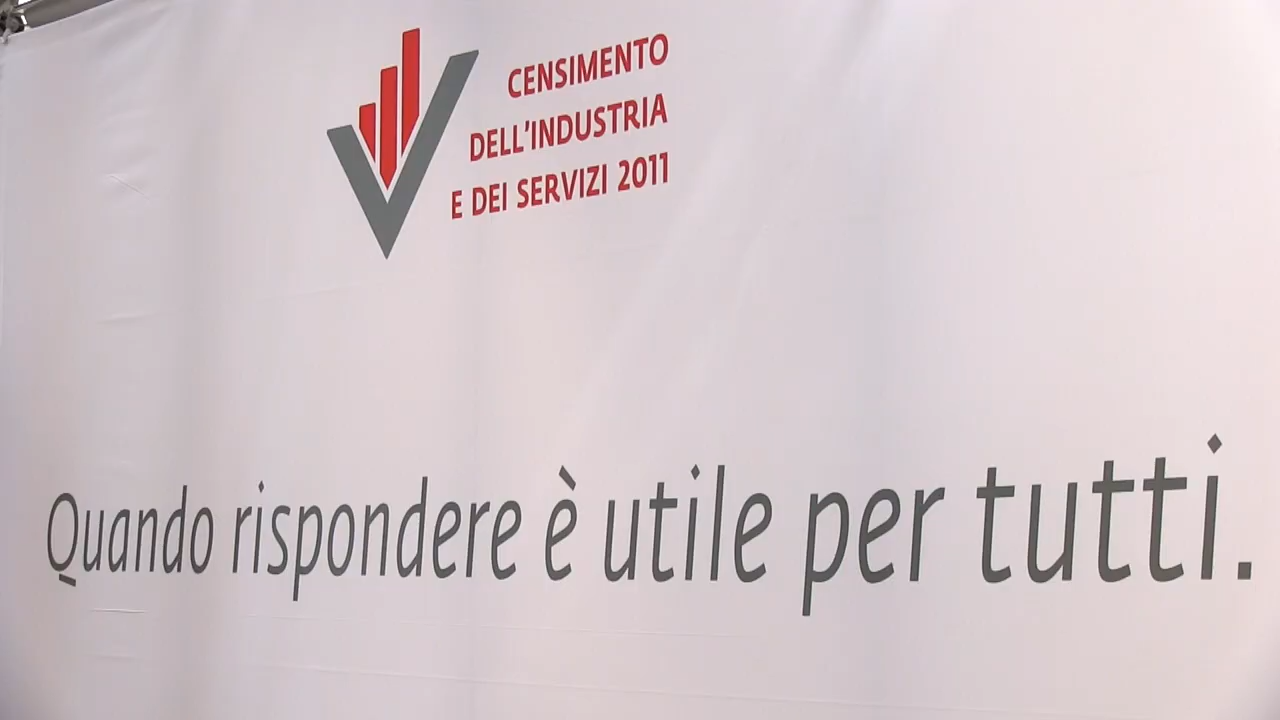 CENSIMENTO
DELL'INDUSTRIA
E DEI SERVIZI 2011
Quando rispondere è utile per tutti.